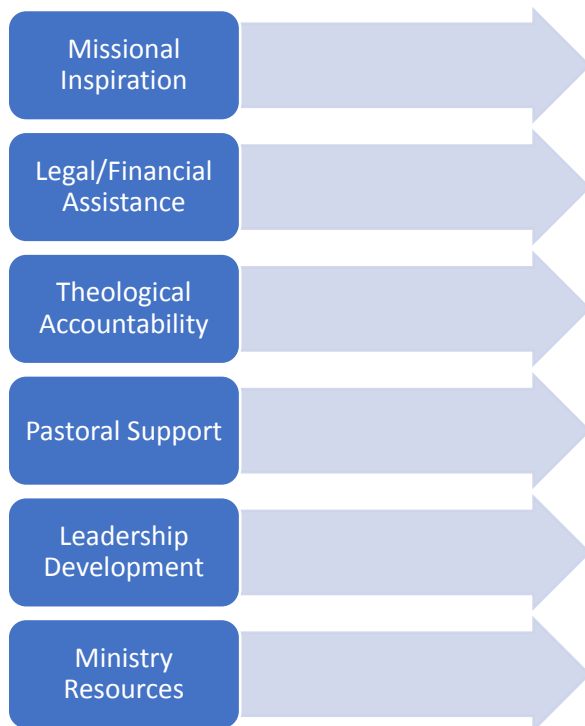 Missional
Inspiration
Legal/Financial
Assistance
Theological
Accountability
Pastoral Support
Leadership
Development
Ministry
Resources